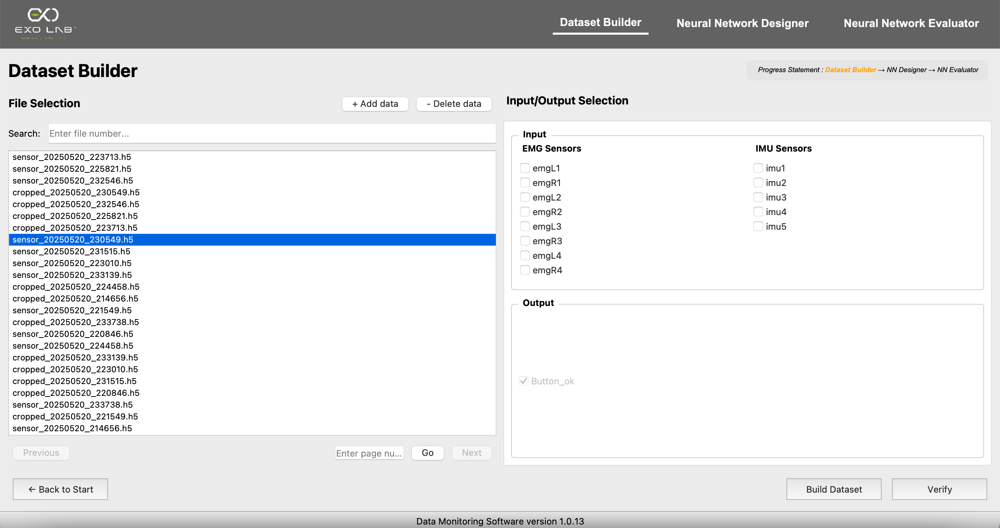 EXO LAB
Dataset Builder
Neural Network Designer
Neural Network Evaluator
Dataset Builder
Progress Statement : Dataset Builder → NN Designer → NN Evaluator
File Selection
+ Add data
- Delete data
Search:
Enter file number...
sensor_20250520_223713.h5
sensor_20250520_225821.h5
sensor_20250520_232546.h5
cropped_20250520_230549.h5
cropped_20250520_232546.h5
cropped_20250520_225821.h5
cropped_20250520_223713.h5
sensor_20250520_230549.h5
sensor_20250520_231515.h5
sensor_20250520_223010.h5
sensor_20250520_233139.h5
cropped_20250520_224458.h5
cropped_20250520_214656.h5
sensor_20250520_221549.h5
cropped_20250520_233738.h5
sensor_20250520_220846.h5
sensor_20250520_224458.h5
cropped_20250520_233139.h5
cropped_20250520_223010.h5
cropped_20250520_231515.h5
cropped_20250520_220846.h5
sensor_20250520_233738.h5
cropped_20250520_221549.h5
sensor_20250520_214656.h5
Previous
Enter page nu...
Go
Next
Input/Output Selection
Input
EMG Sensors
emgL1
emgR1
emgL2
emgR2
emgL3
emgR3
emgL4
emgR4
IMU Sensors
imu1
imu2
imu3
imu4
imu5
Output
Button_ok
← Back to Start
Build Dataset
Verify
Data Monitoring Software version 1.0.13